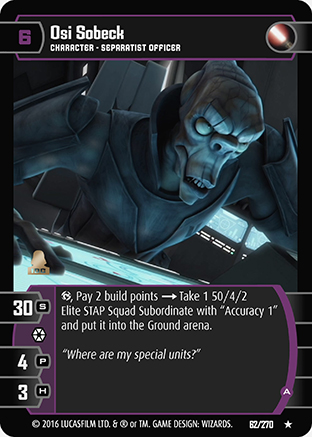 6
Osi Sobeck
CHARACTER - SEPARATIST OFFICER
30 S
4 P
3 H
, Pay 2 build points → Take 1 50/4/2
Elite STAP Squad Subordinate with “Accuracy 1”
and put it into the Ground arena.
“Where are my special units?”
A
© 2016 LUCASFILM LTD. & ® or TM. GAME DESIGN: WIZARDS.
62/270 ★